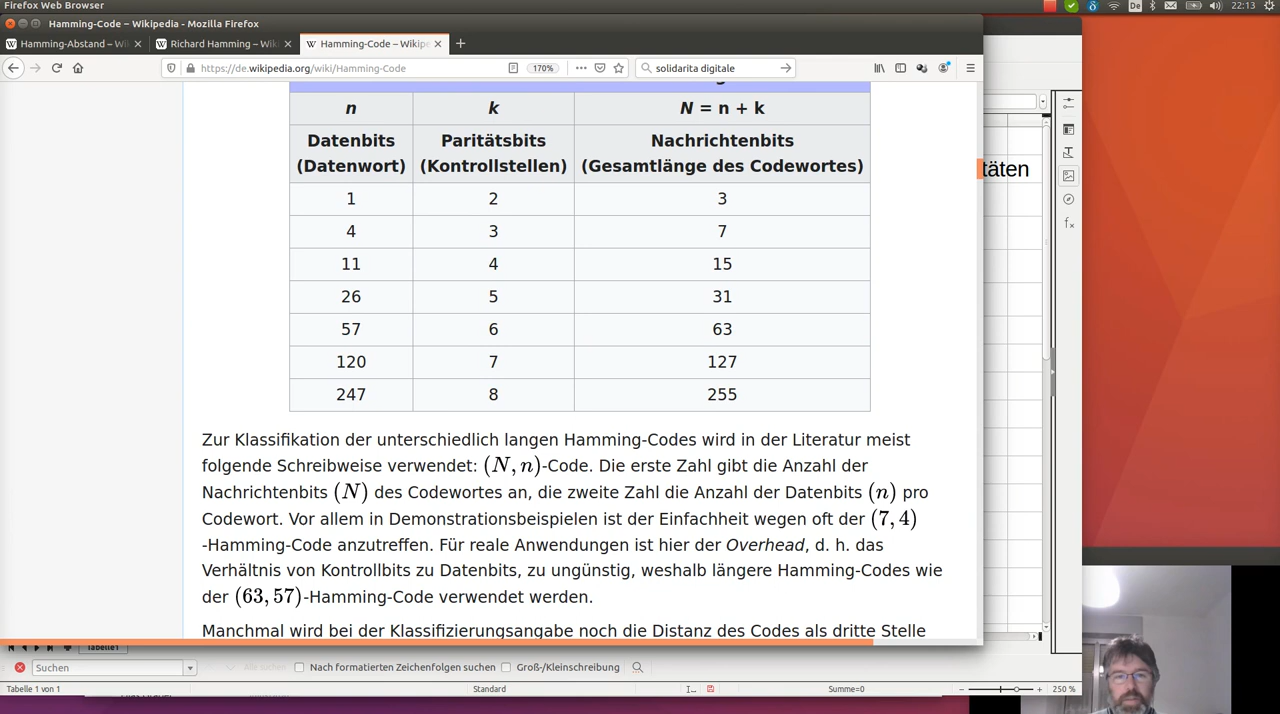 Firefox Web Browser
De
22:13
Hamming-Code – Wikipedia - Mozilla Firefox
Hamming-Abstand – Wi
Richard Hamming – Wik
Hamming-Code – Wikipe
https://de.wikipedia.org/wiki/Hamming-Code
170%
solidarita digitale
n k N = n + k
Datenbits Paritätsbits Nachrichtenbits
(Datenwort) (Kontrollstellen) (Gesamtlänge des Codewortes)
täten
1 2 3
4 3 7
11 4 15
26 5 31
57 6 63
120 7 127
247 8 255
Zur Klassifikation der unterschiedlich langen Hamming-Codes wird in der Literatur meist
folgende Schreibweise verwendet: (N, n)-Code. Die erste Zahl gibt die Anzahl der
Nachrichtenbits (N) des Codewortes an, die zweite Zahl die Anzahl der Datenbits (n) pro
Codewort. Vor allem in Demonstrationsbeispielen ist der Einfachheit wegen oft der (7, 4)
-Hamming-Code anzutreffen. Für reale Anwendungen ist hier der Overhead, d. h. das
Verhältnis von Kontrollbits zu Datenbits, zu ungünstig, weshalb längere Hamming-Codes wie
der (63, 57)-Hamming-Code verwendet werden.
Manchmal wird bei der Klassifizierungsangabe noch die Distanz des Codes als dritte Stelle
Tabelle1
Suchen
Alle suchen
Nach formatierten Zeichenfolgen suchen
Groß-/Kleinschreibung
Tabelle 1 von 1
Standard
Summe=0
250 %